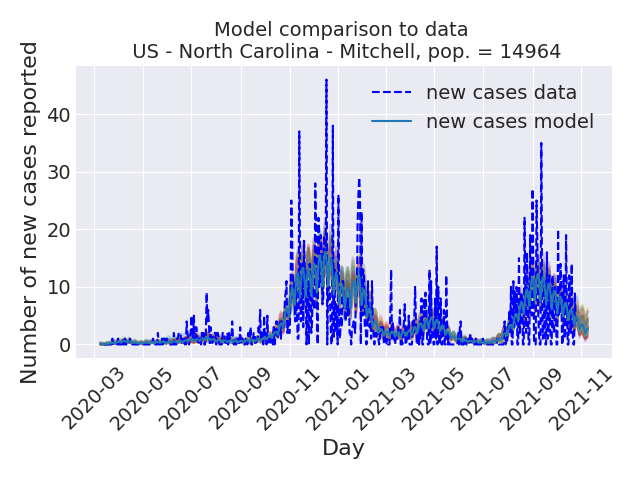 Model comparison to data
US - North Carolina - Mitchell, pop. = 14964
Number of new cases reported
40
30
20
10
0
new cases data
new cases model
2020-03
2020-05
2020-07
2020-09
2020-11
2021-01
2021-03
2021-05
2021-07
2021-09
2021-11
Day